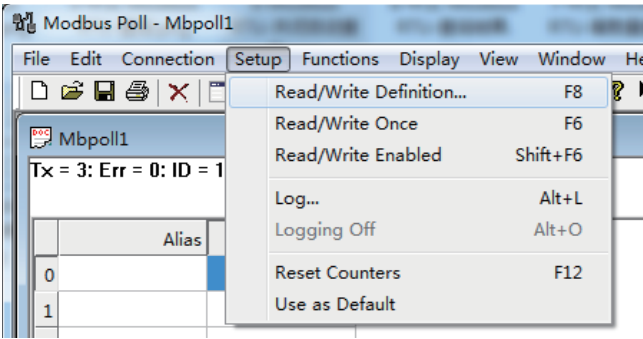 Modbus Poll - Mbpoll1
File Edit Connection Setup Functions Display View Window He
Read/Write Definition... F8
Read/Write Once F6
Read/Write Enabled Shift+F6
Log... Alt+L
Logging Off Alt+O
Reset Counters F12
Use as Default
Mbpoll1
Tx = 3: Err = 0: ID = 1
Alias
0
1